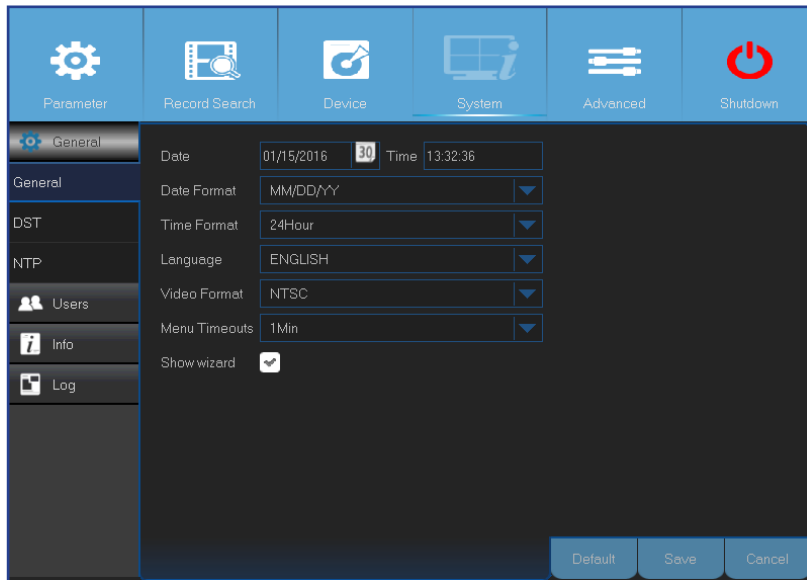 Parameter Record Search Device System Advanced Shutdown
General
General
DST
NTP
Users
Info
Log
Date 01/15/2016 30 Time 13:32:36
Date Format MM/DD/YY
Time Format 24Hour
Language ENGLISH
Video Format NTSC
Menu Timeouts 1Min
Show wizard
Default Save Cancel